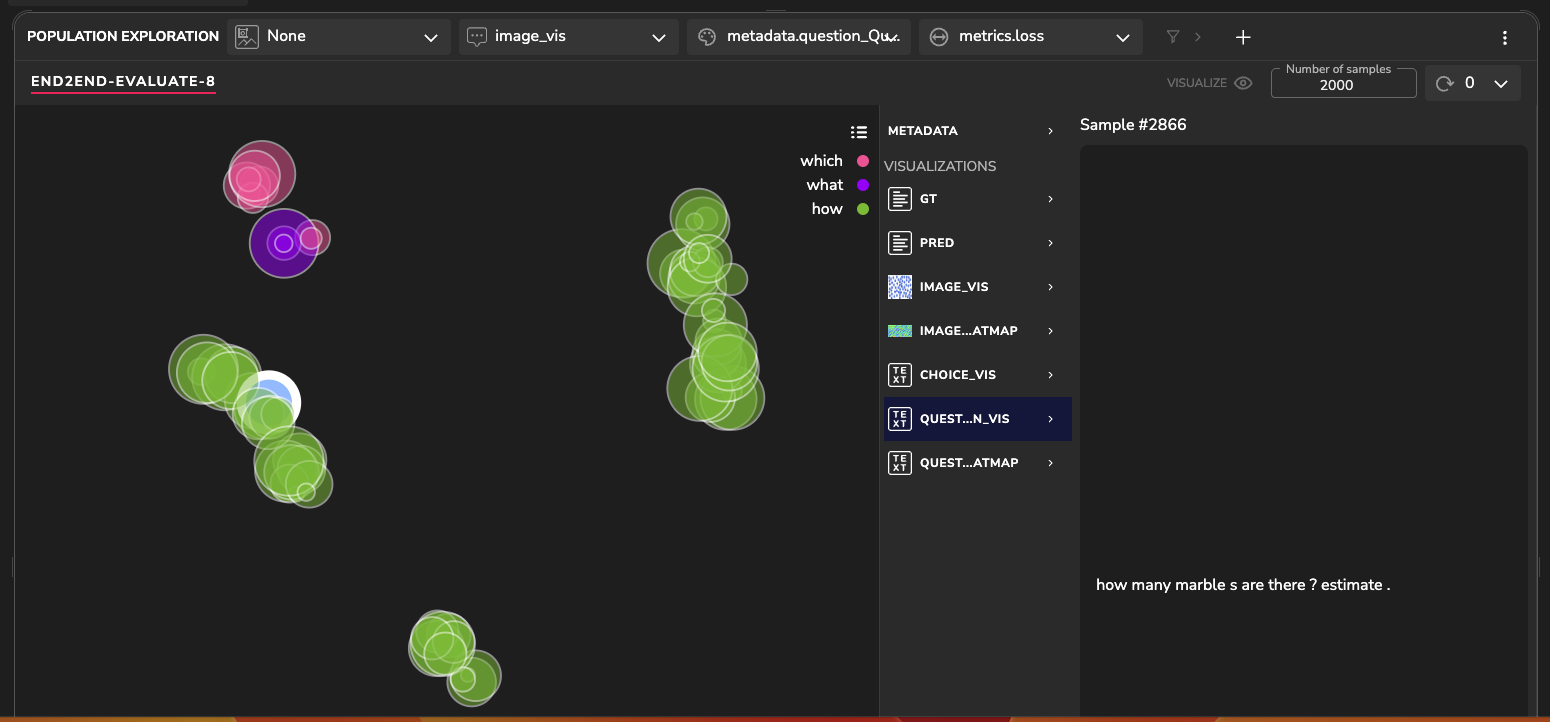 POPULATION EXPLORATION
None
image_vis
metadata.question_Qu...
metrics.loss
END2END-EVALUATE-8
VISUALIZE
Number of samples
2000
0
which
what
how
METADATA
VISUALIZATIONS
GT
PRED
IMAGE_VIS
IMAGE...ATMAP
TE
XT
CHOICE_VIS
TE
XT
QUEST...N_VIS
TE
XT
QUEST...ATMAP
Sample #2866
how many marble s are there ? estimate .